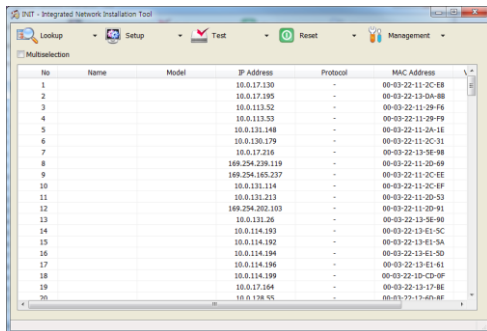 INIT - Integrated Network Installation Tool
Lookup Setup Test Reset Management
Multiselection
No Name Model IP Address Protocol MAC Address
1 10.0.17.130 - 00-03-22-11-2C-E8
2 10.0.17.195 - 00-03-22-13-DA-8B
3 10.0.113.52 - 00-03-22-11-29-F6
4 10.0.113.53 - 00-03-22-11-29-F9
5 10.0.131.148 - 00-03-22-11-2A-1E
6 10.0.130.179 - 00-03-22-11-2C-31
7 10.0.17.216 - 00-03-22-13-5E-98
8 169.254.239.119 - 00-03-22-11-2D-69
9 169.254.165.237 - 00-03-22-11-2C-EE
10 10.0.131.114 - 00-03-22-11-2C-EF
11 10.0.131.213 - 00-03-22-11-2D-53
12 169.254.202.103 - 00-03-22-11-2D-91
13 10.0.131.26 - 00-03-22-13-5E-90
14 10.0.114.193 - 00-03-22-13-E1-5C
15 10.0.114.192 - 00-03-22-13-E1-5A
16 10.0.114.194 - 00-03-22-13-E1-5D
17 10.0.114.196 - 00-03-22-13-E1-61
18 10.0.114.199 - 00-03-22-1D-CD-0F
19 10.0.17.164 - 00-03-22-13-17-BE
20 10.0.128.55 - 00-03-22-12-6D-8F